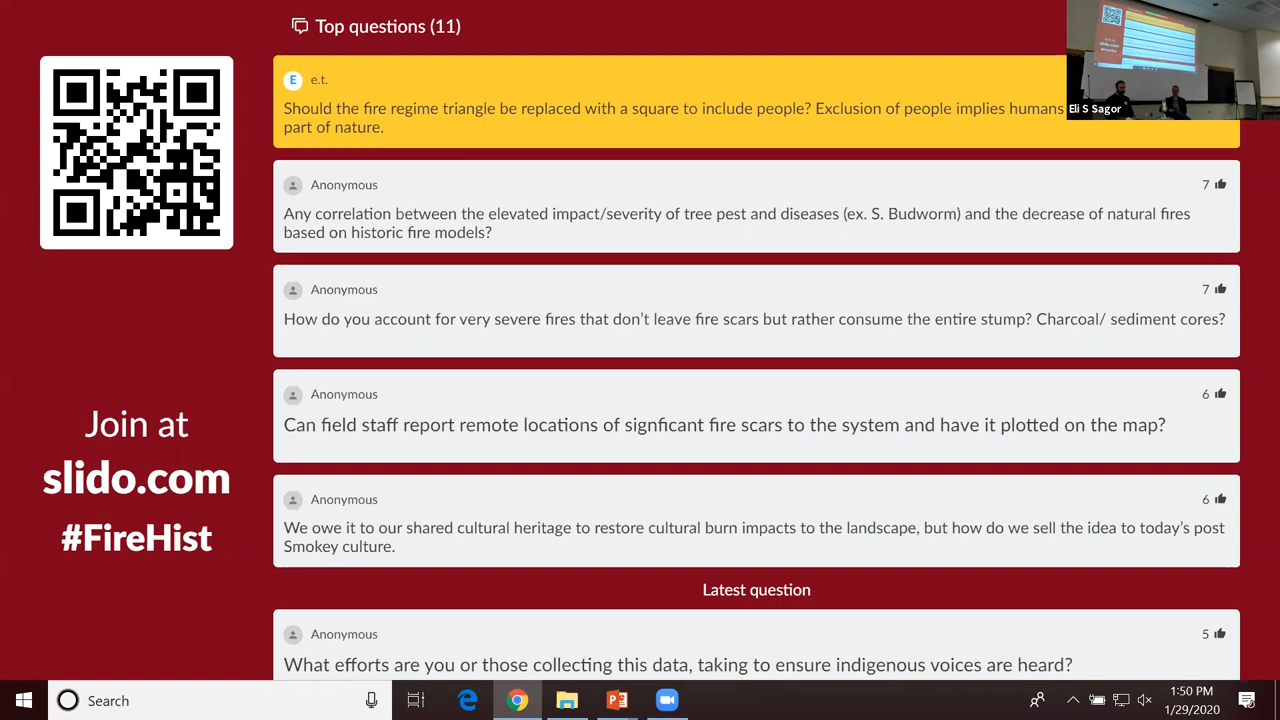 Top questions (11)
E e.t.
Should the fire regime triangle be replaced with a square to include people? Exclusion of people implies humans
part of nature.
Eli S Sagor
Anonymous 7
Any correlation between the elevated impact/severity of tree pest and diseases (ex. S. Budworm) and the decrease of natural fires
based on historic fire models?
Anonymous 7
How do you account for very severe fires that don't leave fire scars but rather consume the entire stump? Charcoal/ sediment cores?
Anonymous 6
Can field staff report remote locations of signficant fire scars to the system and have it plotted on the map?
Anonymous 6
We owe it to our shared cultural heritage to restore cultural burn impacts to the landscape, but how do we sell the idea to today's post
Smokey culture.
Latest question
Anonymous 5
What efforts are you or those collecting this data, taking to ensure indigenous voices are heard?
Join at
slido.com
#FireHist
Search
1:50 PM
1/29/2020